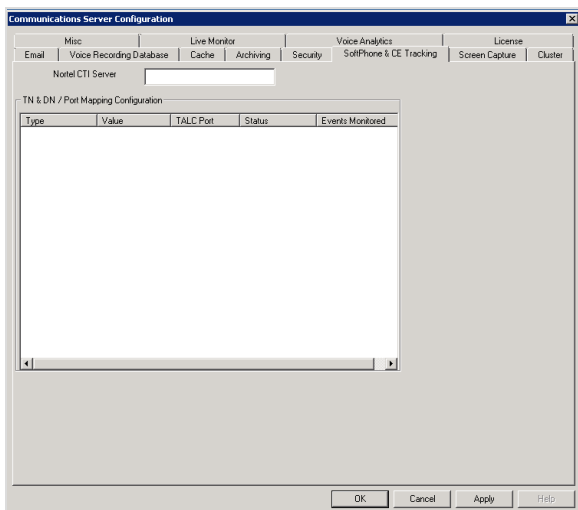 Communications Server Configuration
Misc Live Monitor Voice Analytics License
Email Voice Recording Database Cache Archiving Security SoftPhone & CE Tracking Screen Capture Cluster
Nortel CTI Server
TN & DN / Port Mapping Configuration
Type Value TALC Port Status Events Monitored
OK Cancel Apply Help